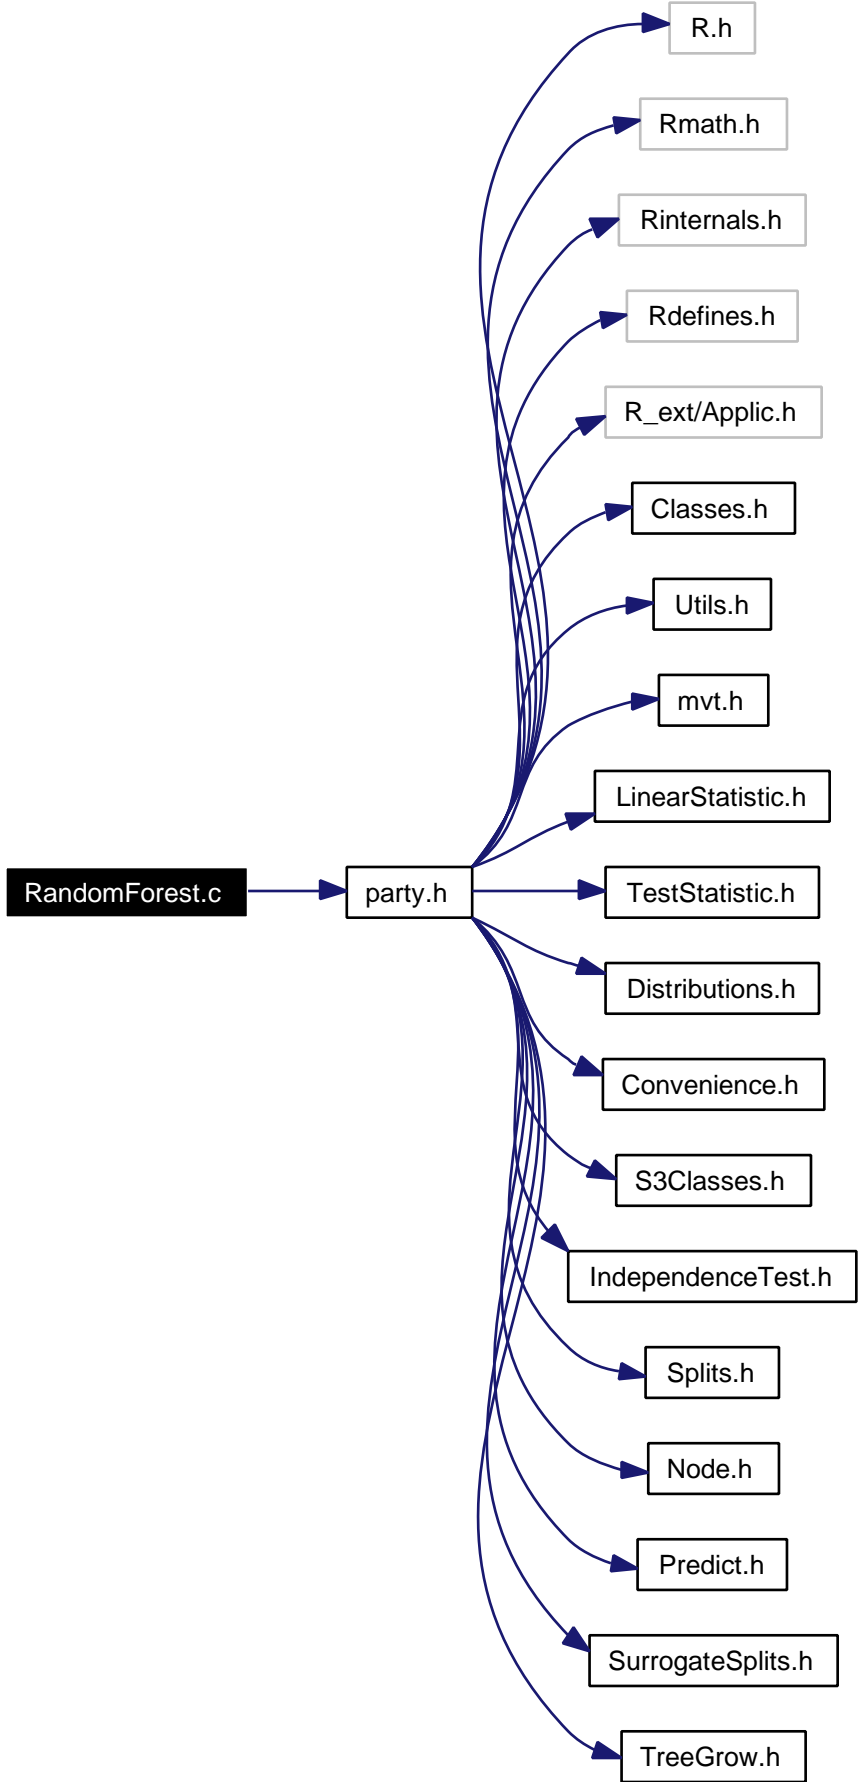 R.h
Rmath.h
Rinternals.h
Rdefines.h
R_ext/Applic.h
Classes.h
Utils.h
mvt.h
LinearStatistic.h
RandomForest.c
party.h
TestStatistic.h
Distributions.h
Convenience.h
S3Classes.h
IndependenceTest.h
Splits.h
Node.h
Predict.h
SurrogateSplits.h
TreeGrow.h